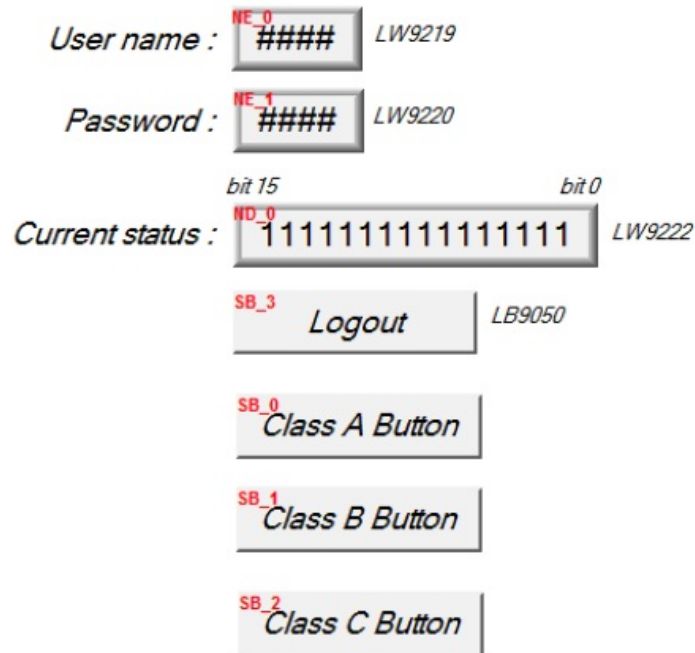 NE_0
User name : #### LW9219
NE_1
Password : #### LW9220
bit 15 bit 0
ND_0
Current status : 1111111111111111 LW9222
SB_3
Logout LB9050
SB_0
Class A Button
SB_1
Class B Button
SB_2
Class C Button